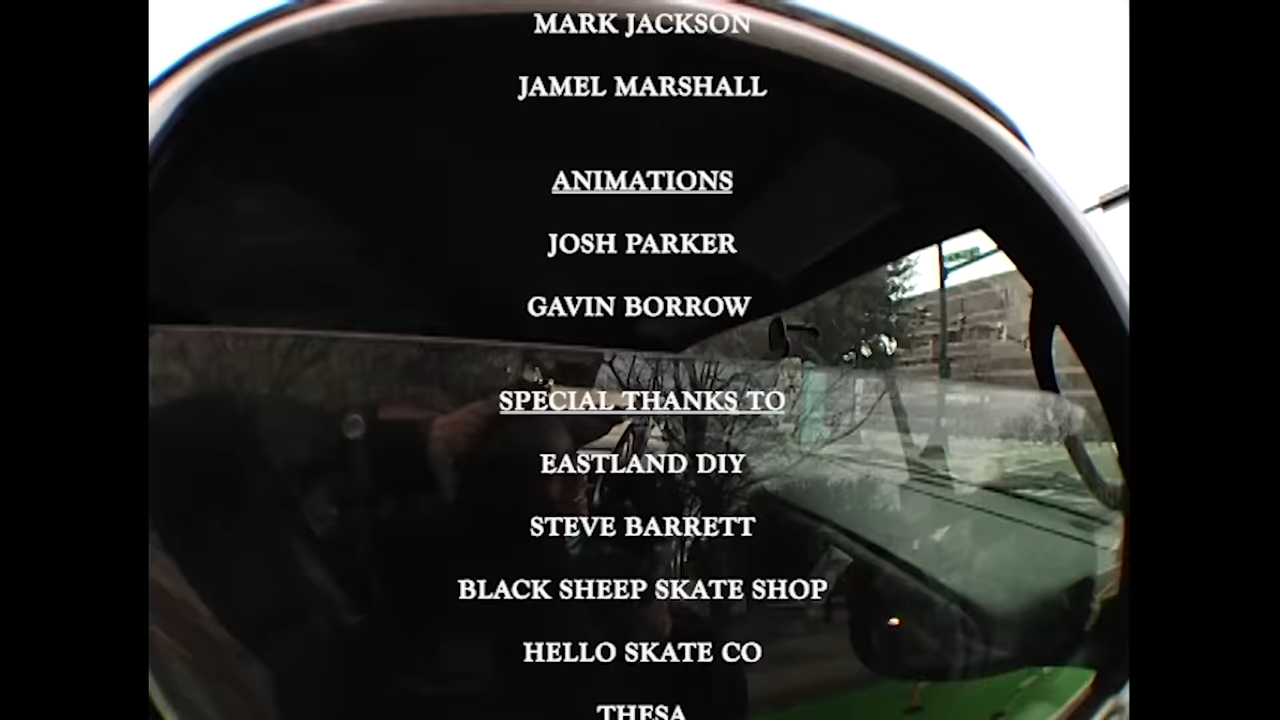 MARK JACKSON
JAMEL MARSHALL
ANIMATIONS
JOSH PARKER
GAVIN BORROW
SPECIAL THANKS TO
EASTLAND DIY
STEVE BARRETT
BLACK SHEEP SKATE SHOP
HELLO SKATE CO
THESA